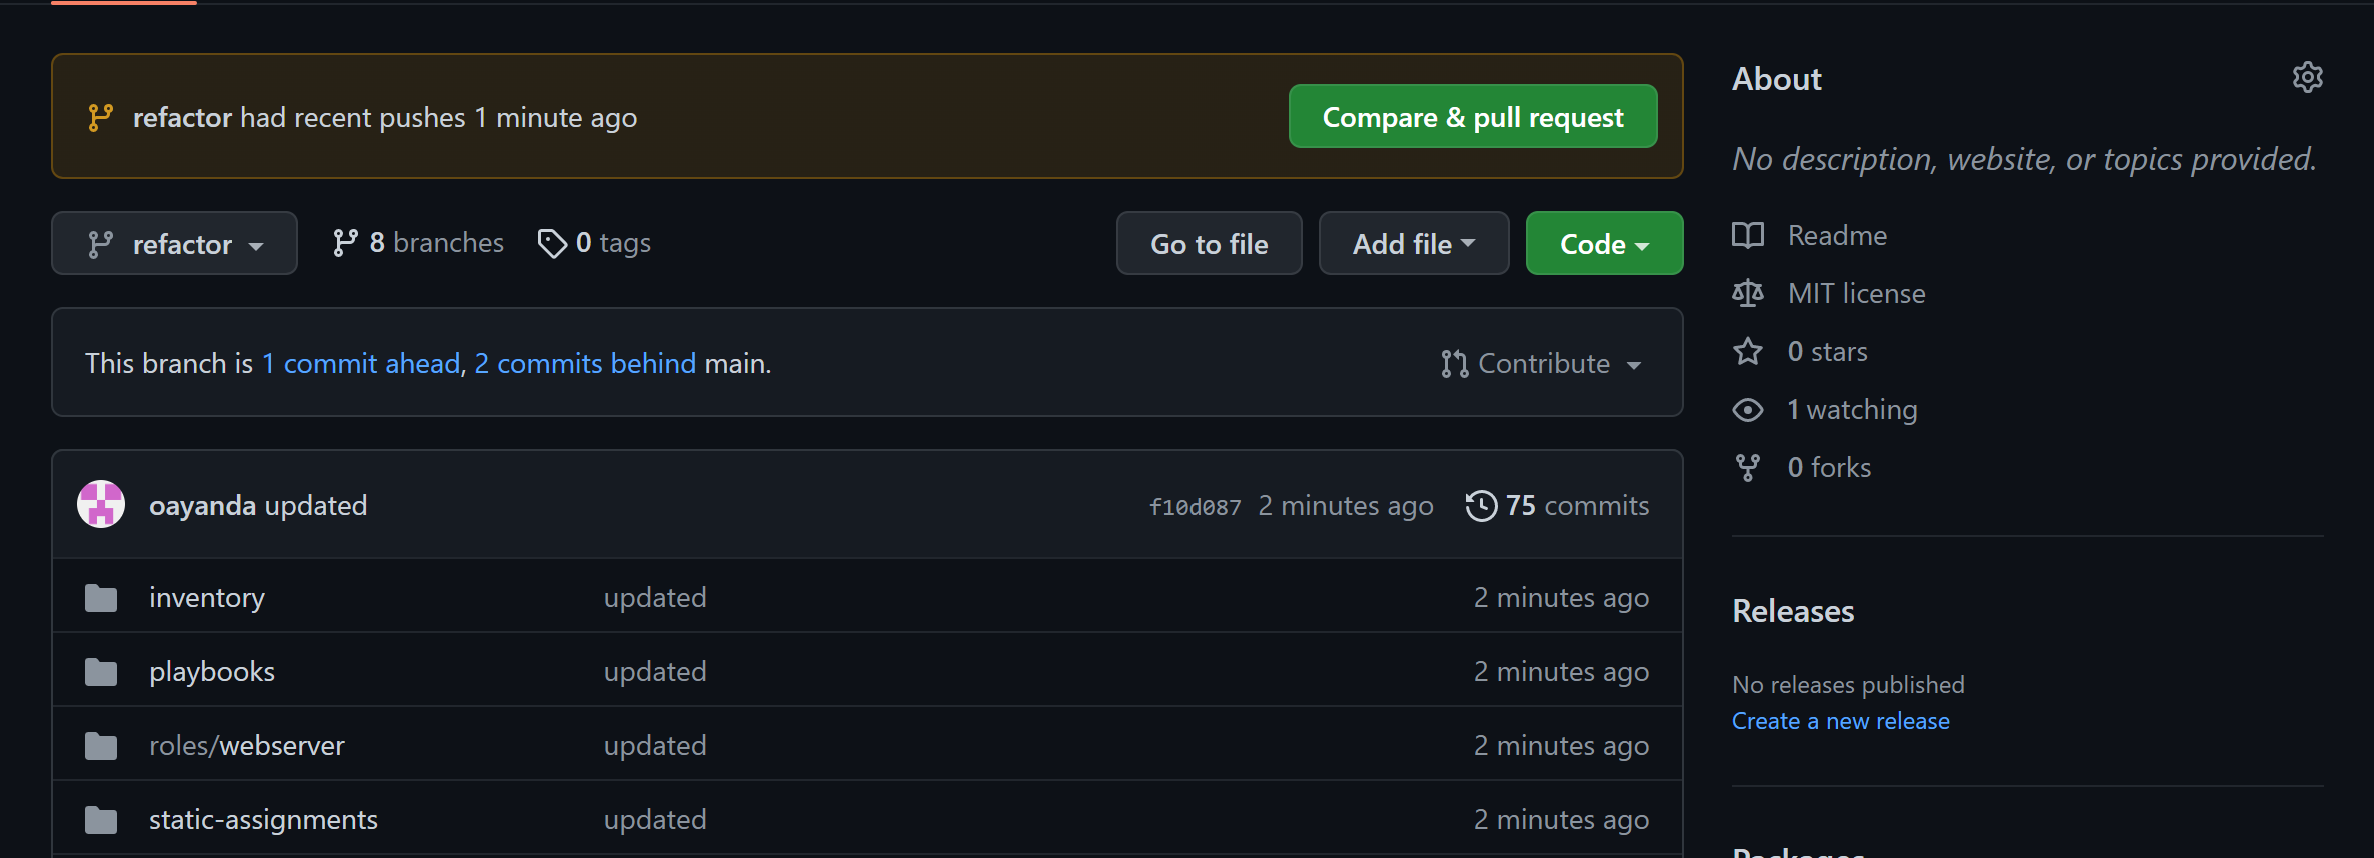 refactor had recent pushes 1 minute ago
Compare & pull request
refactor
8 branches
0 tags
Go to file
Add file
Code
This branch is 1 commit ahead, 2 commits behind main.
Contribute
oayanda updated
f10d087 2 minutes ago
75 commits
inventory updated 2 minutes ago
playbooks updated 2 minutes ago
roles/webserver updated 2 minutes ago
static-assignments updated 2 minutes ago
About
No description, website, or topics provided.
Readme
MIT license
0 stars
1 watching
0 forks
Releases
No releases published
Create a new release
Packages